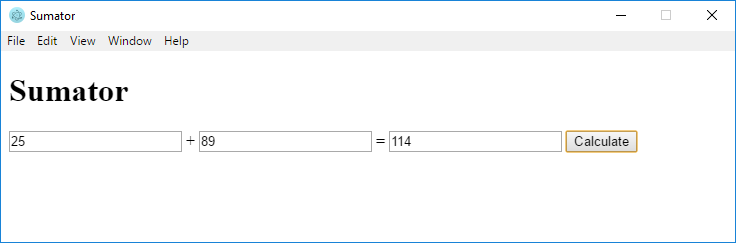 Sumator
File Edit View Window Help
Sumator
25 + 89 = 114 Calculate